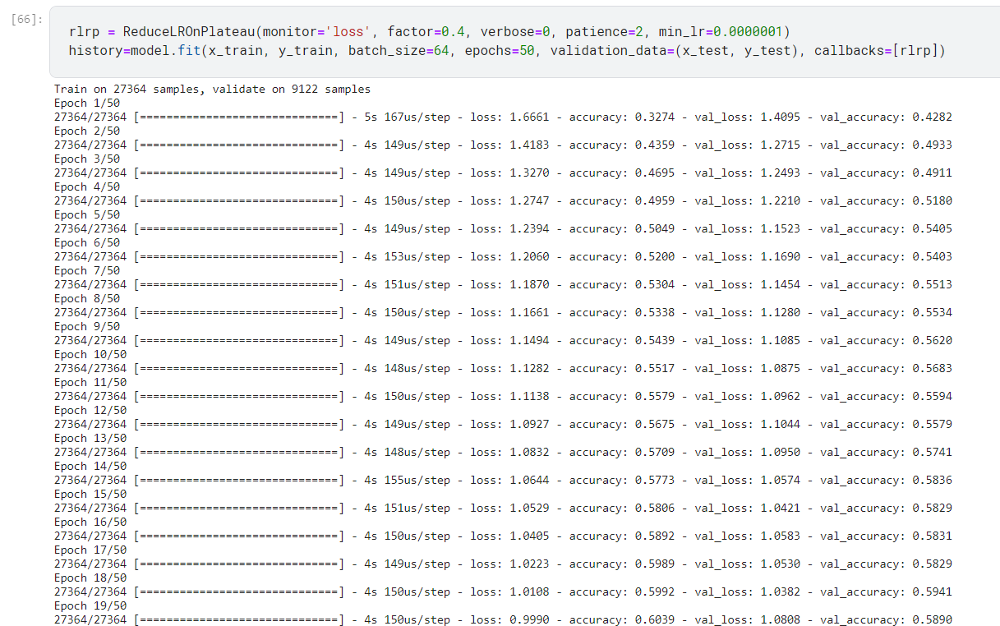 [66]:
rlrp = ReduceLROnPlateau(monitor='loss', factor=0.4, verbose=0, patience=2, min_lr=0.0000001)
history=model.fit(x_train, y_train, batch_size=64, epochs=50, validation_data=(x_test, y_test), callbacks=[rlrp])
Train on 27364 samples, validate on 9122 samples
Epoch 1/50
27364/27364 [==============================] - 5s 167us/step - loss: 1.6661 - accuracy: 0.3274 - val_loss: 1.4095 - val_accuracy: 0.4282
Epoch 2/50
27364/27364 [==============================] - 4s 149us/step - loss: 1.4183 - accuracy: 0.4359 - val_loss: 1.2715 - val_accuracy: 0.4933
Epoch 3/50
27364/27364 [==============================] - 4s 149us/step - loss: 1.3270 - accuracy: 0.4695 - val_loss: 1.2493 - val_accuracy: 0.4911
Epoch 4/50
27364/27364 [==============================] - 4s 150us/step - loss: 1.2747 - accuracy: 0.4959 - val_loss: 1.2210 - val_accuracy: 0.5180
Epoch 5/50
27364/27364 [==============================] - 4s 149us/step - loss: 1.2394 - accuracy: 0.5049 - val_loss: 1.1523 - val_accuracy: 0.5405
Epoch 6/50
27364/27364 [==============================] - 4s 153us/step - loss: 1.2060 - accuracy: 0.5200 - val_loss: 1.1690 - val_accuracy: 0.5403
Epoch 7/50
27364/27364 [==============================] - 4s 151us/step - loss: 1.1870 - accuracy: 0.5304 - val_loss: 1.1454 - val_accuracy: 0.5513
Epoch 8/50
27364/27364 [==============================] - 4s 150us/step - loss: 1.1661 - accuracy: 0.5338 - val_loss: 1.1280 - val_accuracy: 0.5534
Epoch 9/50
27364/27364 [==============================] - 4s 149us/step - loss: 1.1494 - accuracy: 0.5439 - val_loss: 1.1085 - val_accuracy: 0.5620
Epoch 10/50
27364/27364 [==============================] - 4s 148us/step - loss: 1.1282 - accuracy: 0.5517 - val_loss: 1.0875 - val_accuracy: 0.5683
Epoch 11/50
27364/27364 [==============================] - 4s 150us/step - loss: 1.1138 - accuracy: 0.5579 - val_loss: 1.0962 - val_accuracy: 0.5594
Epoch 12/50
27364/27364 [==============================] - 4s 149us/step - loss: 1.0927 - accuracy: 0.5675 - val_loss: 1.1044 - val_accuracy: 0.5579
Epoch 13/50
27364/27364 [==============================] - 4s 148us/step - loss: 1.0832 - accuracy: 0.5709 - val_loss: 1.0950 - val_accuracy: 0.5741
Epoch 14/50
27364/27364 [==============================] - 4s 155us/step - loss: 1.0644 - accuracy: 0.5773 - val_loss: 1.0574 - val_accuracy: 0.5836
Epoch 15/50
27364/27364 [==============================] - 4s 151us/step - loss: 1.0529 - accuracy: 0.5806 - val_loss: 1.0421 - val_accuracy: 0.5829
Epoch 16/50
27364/27364 [==============================] - 4s 150us/step - loss: 1.0405 - accuracy: 0.5892 - val_loss: 1.0583 - val_accuracy: 0.5831
Epoch 17/50
27364/27364 [==============================] - 4s 149us/step - loss: 1.0223 - accuracy: 0.5989 - val_loss: 1.0530 - val_accuracy: 0.5829
Epoch 18/50
27364/27364 [==============================] - 4s 150us/step - loss: 1.0108 - accuracy: 0.5992 - val_loss: 1.0382 - val_accuracy: 0.5941
Epoch 19/50
27364/27364 [==============================] - 4s 150us/step - loss: 0.9990 - accuracy: 0.6039 - val_loss: 1.0808 - val_accuracy: 0.5890